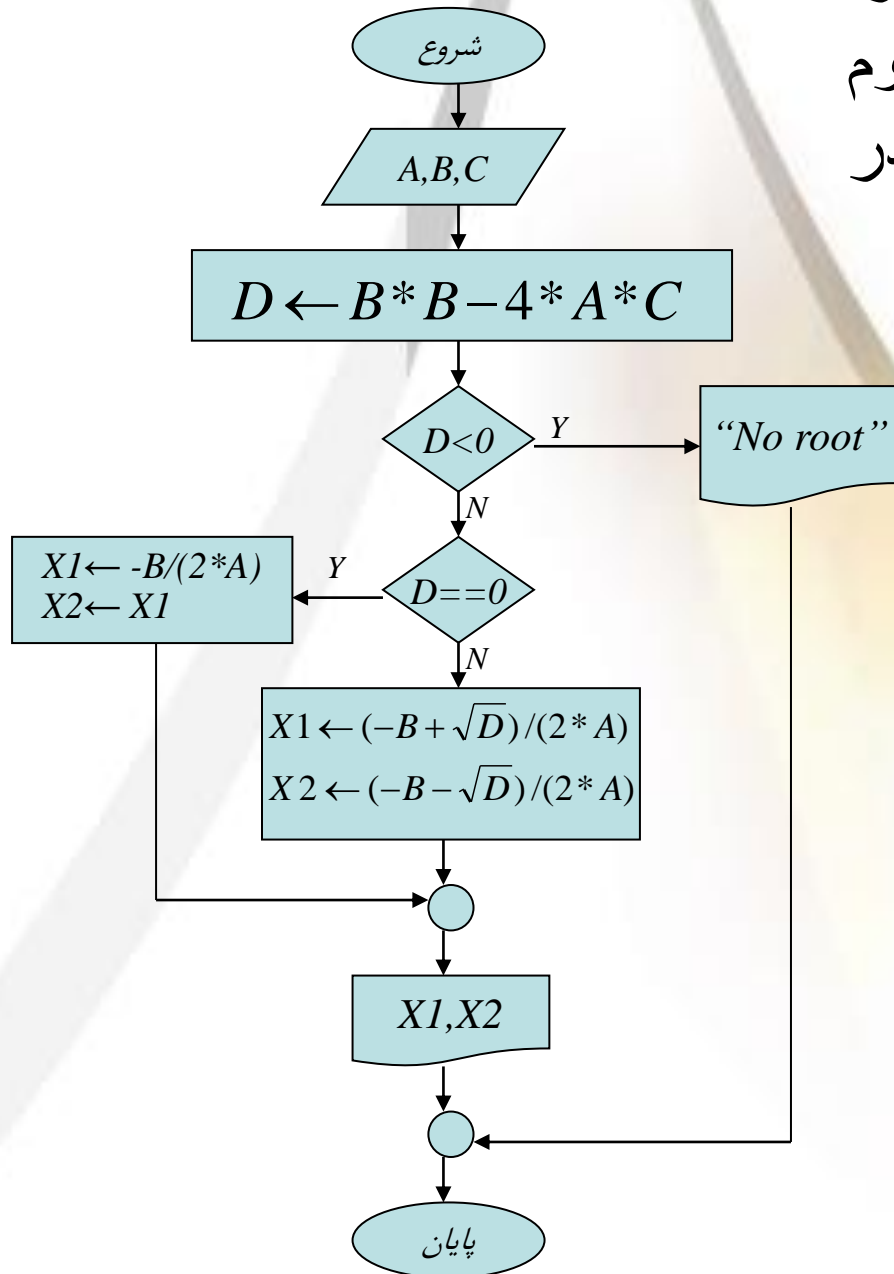 شروع
A,B,C
D ← B * B − 4 * A * C
D<0
Y
“No root”
N
D==0
Y
X1← -B/(2*A)
X2← X1
N
X1 ← (−B + √D) / (2 * A)
X2 ← (−B − √D) / (2 * A)
X1,X2
پایان